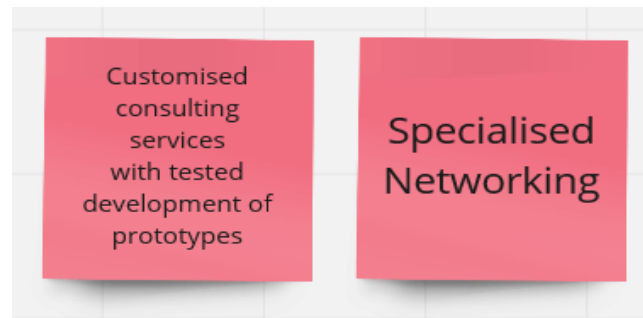 Customised
consulting
services
with tested
development of
prototypes
Specialised
Networking